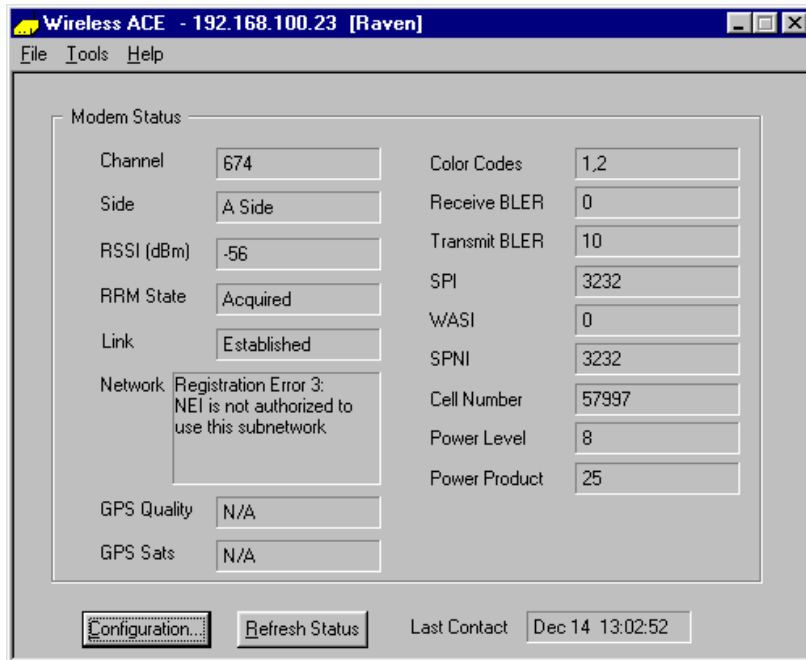 Wireless ACE - 192.168.100.23 [Raven]
File Tools Help
Modem Status
Channel 674
Side A Side
RSSI (dBm) -56
RRM State Acquired
Link Established
Network Registration Error 3:
NEI is not authorized to
use this subnetwork
GPS Quality N/A
GPS Sats N/A
Color Codes 1,2
Receive BLER 0
Transmit BLER 10
SPI 3232
WASI 0
SPNI 3232
Cell Number 57997
Power Level 8
Power Product 25
Configuration... Refresh Status Last Contact Dec 14 13:02:52